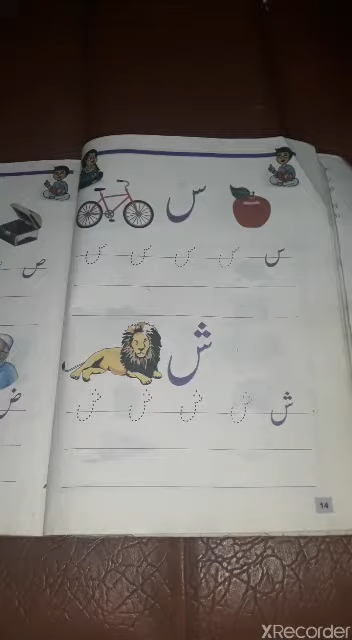 س
س س س س س
ش
ش ش ش ش ش
14
ص
ض
XRecorder